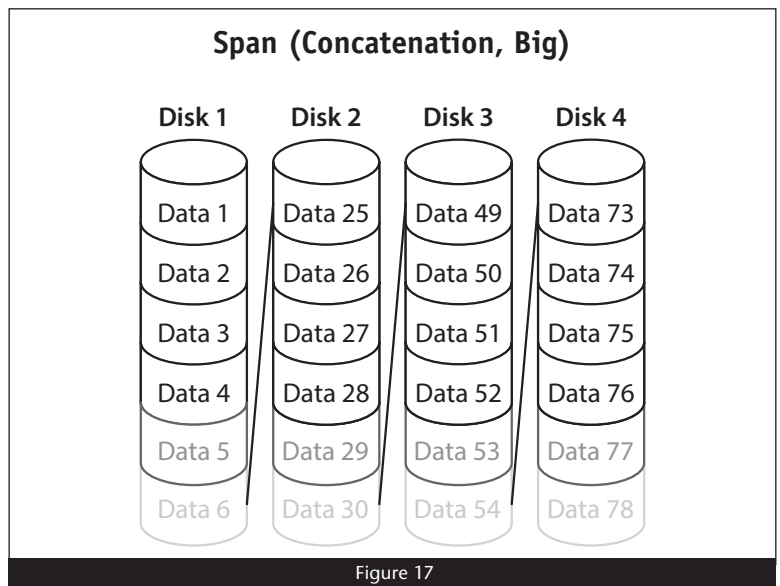 Span (Concatenation, Big)
Disk 1 Disk 2 Disk 3 Disk 4
Data 1 Data 25 Data 49 Data 73
Data 2 Data 26 Data 50 Data 74
Data 3 Data 27 Data 51 Data 75
Data 4 Data 28 Data 52 Data 76
Data 5 Data 29 Data 53 Data 77
Data 6 Data 30 Data 54 Data 78
Figure 17